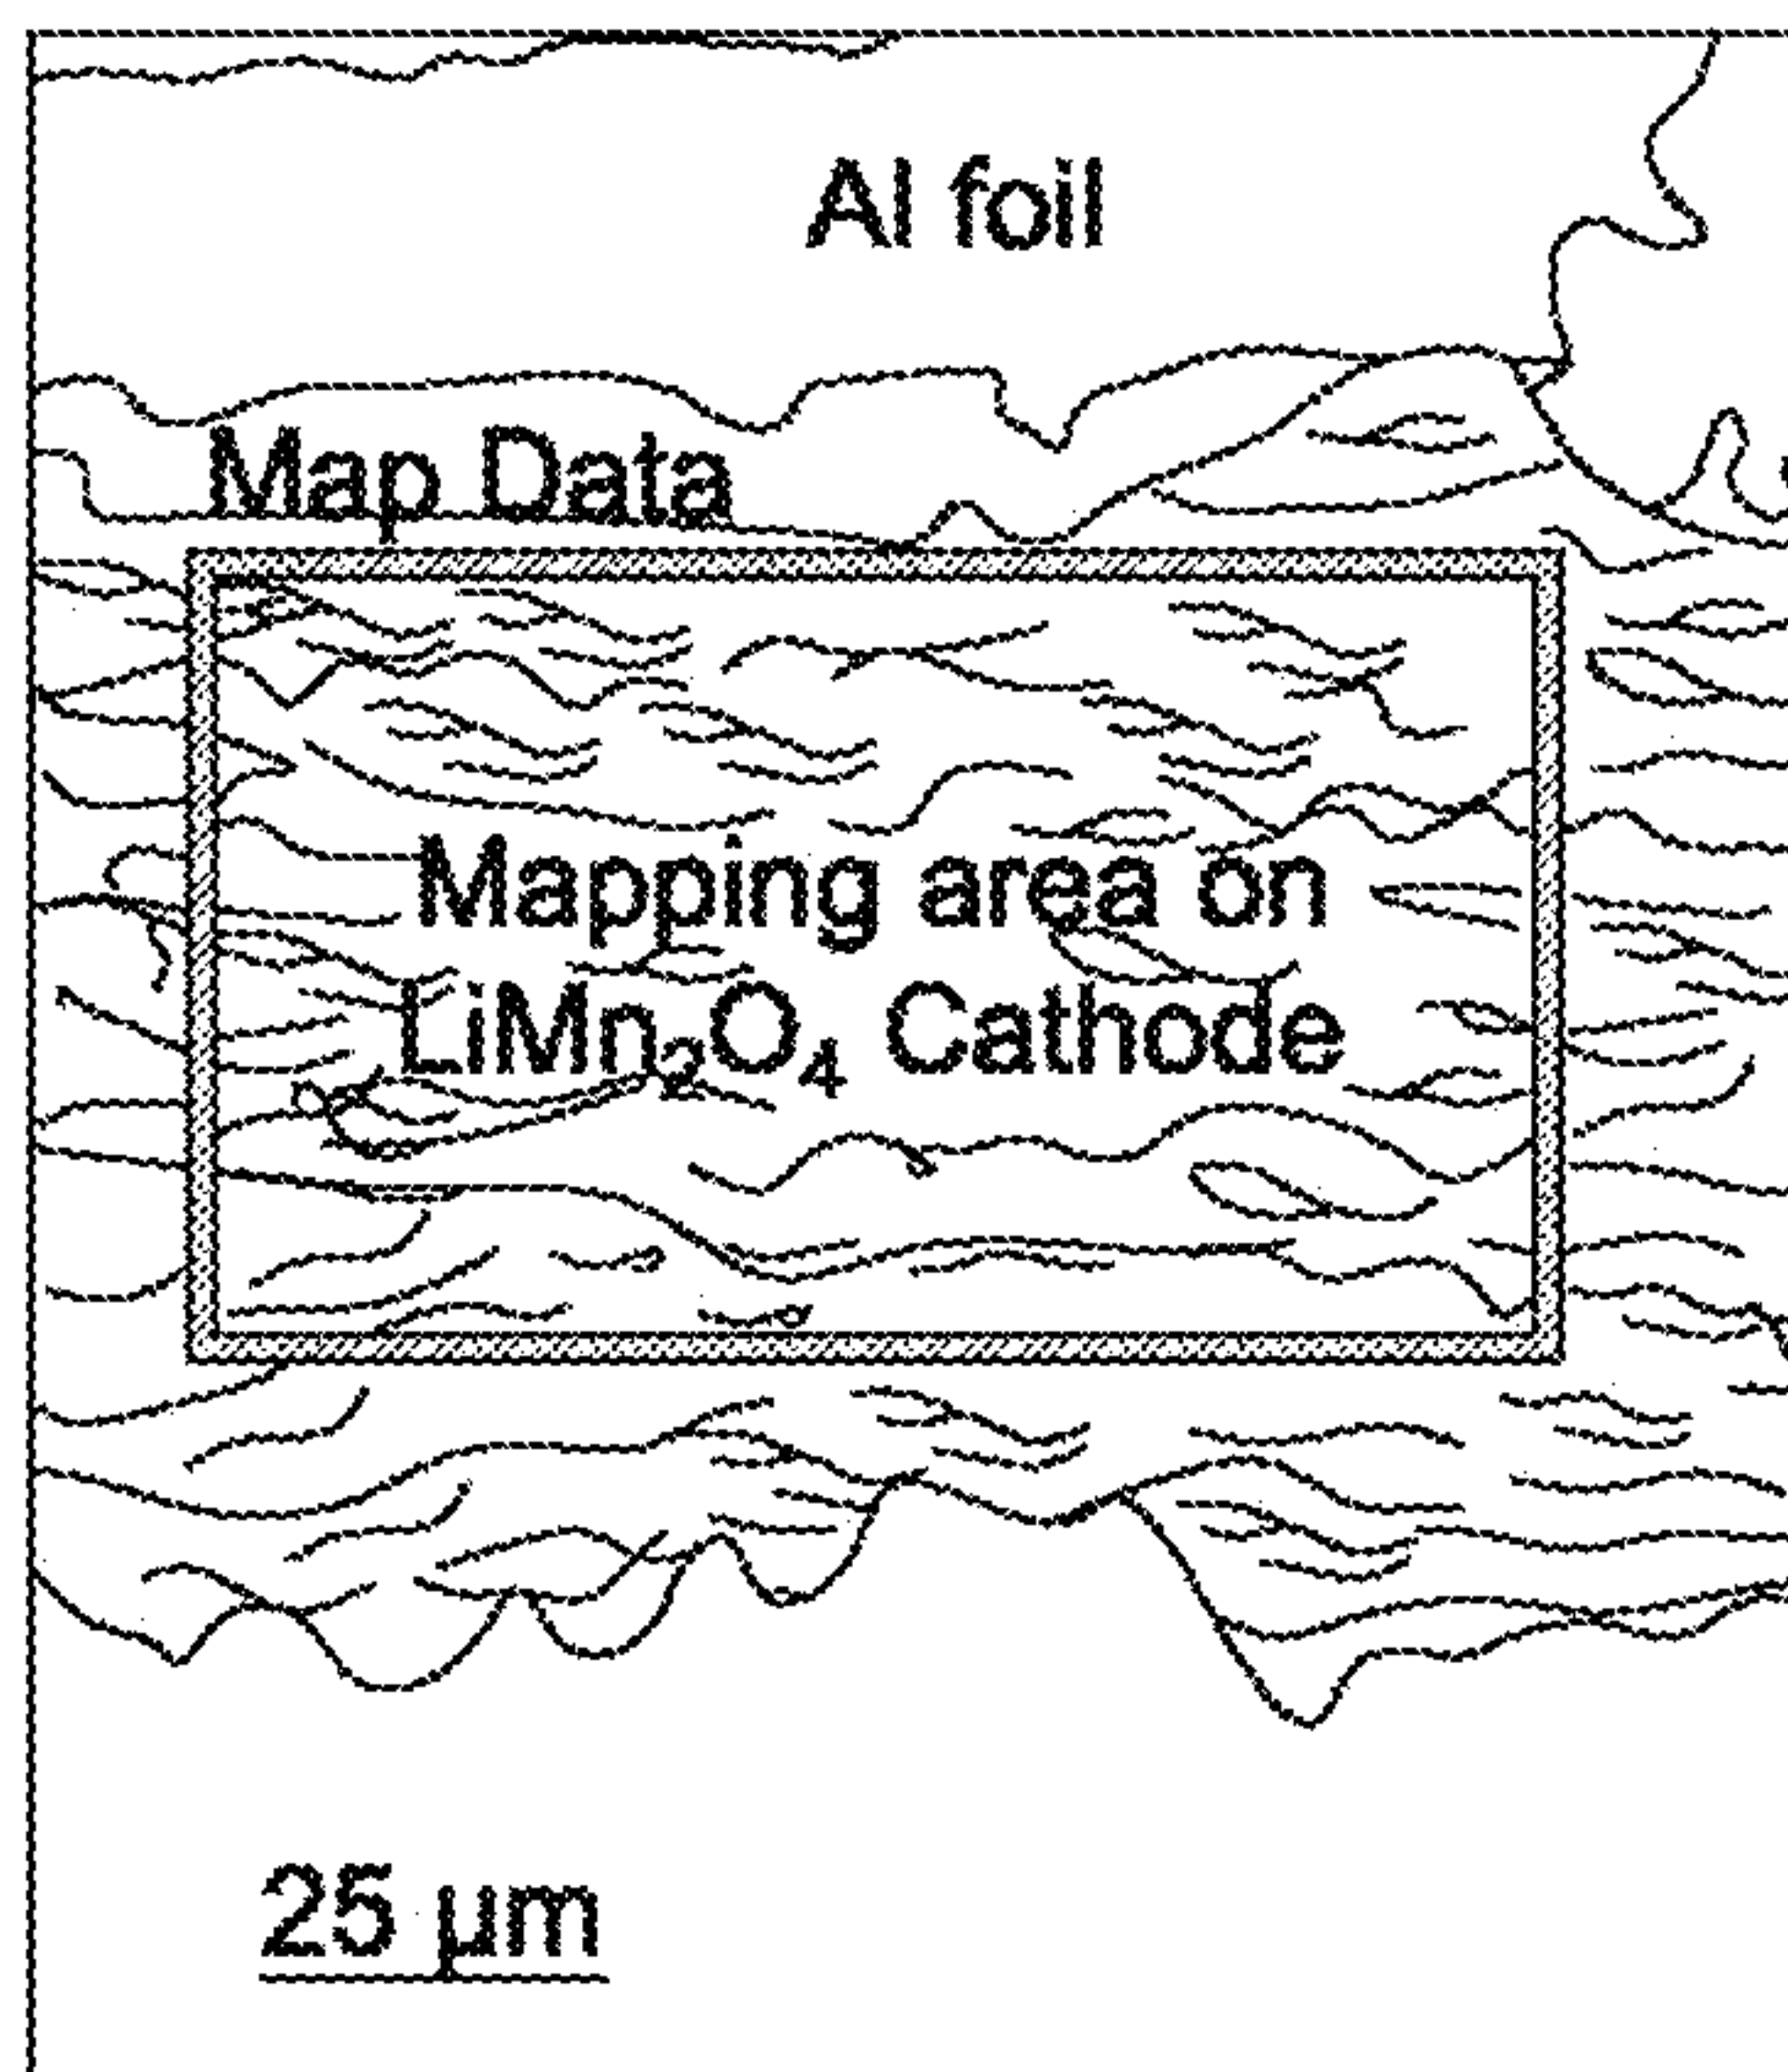 Al foil
Map Data
Mapping area on
LiMn₂O₄ Cathode
25 µm